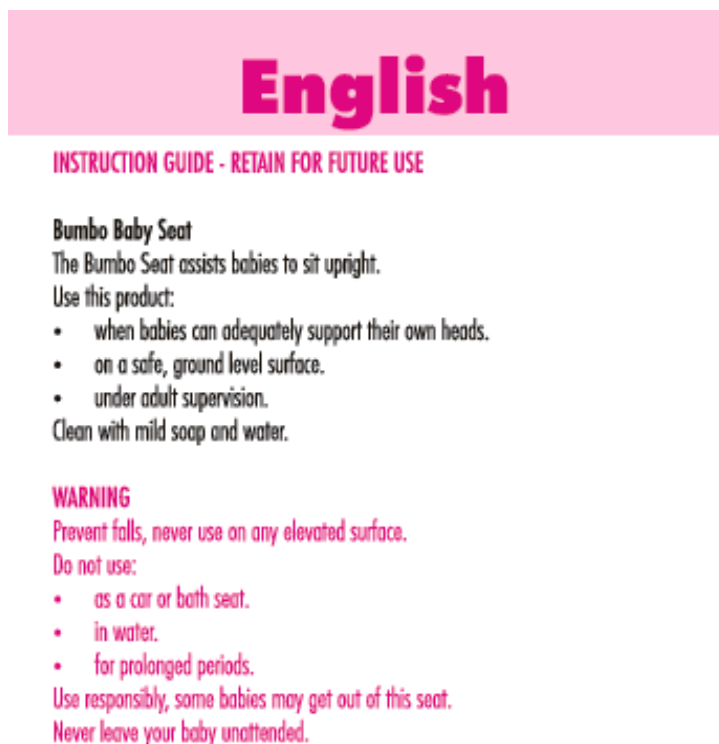 English
INSTRUCTION GUIDE - RETAIN FOR FUTURE USE
Bumbo Baby Seat
The Bumbo Seat assists babies to sit upright.
Use this product:
• when babies can adequately support their own heads.
• on a safe, ground level surface.
• under adult supervision.
Clean with mild soap and water.
WARNING
Prevent falls, never use on any elevated surface.
Do not use:
• as a car or bath seat.
• in water.
• for prolonged periods.
Use responsibly, some babies may get out of this seat.
Never leave your baby unattended.